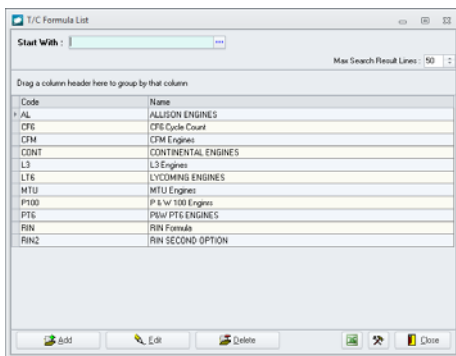 T/C Formula List
Start With :
Max Search Result Lines : 50
Drag a column header here to group by that column
Code Name
AL ALLISON ENGINES
CF6 CF6 Cycle Count
CFM CFM Engines
CONT CONTINENTAL ENGINES
L3 L3 Engines
LT6 LYCOMING ENGINES
MTU MTU Engines
P100 P & W 100 Engines
PT6 P&W PT6 ENGINES
RIN RIN Formula
RIN2 RIN SECOND OPTION
Add Edit Delete Close